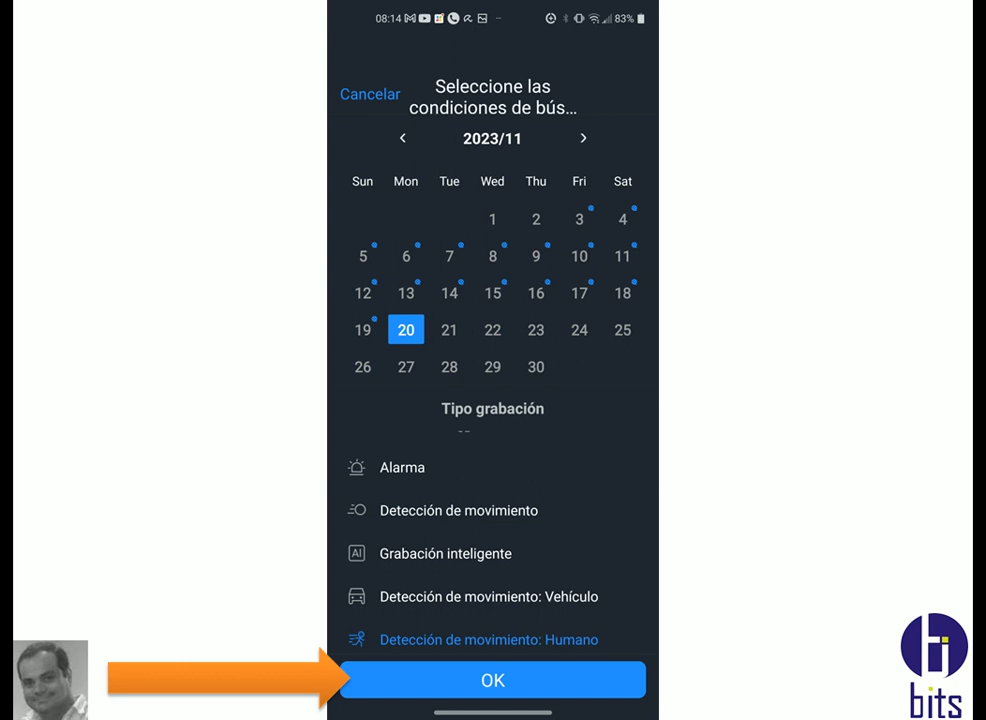 08:14 83%
Cancelar
Seleccione las
condiciones de bús...
2023/11
Sun Mon Tue Wed Thu Fri Sat
1 2 3 4
5 6 7 8 9 10 11
12 13 14 15 16 17 18
19 20 21 22 23 24 25
26 27 28 29 30
Tipo grabación
--
Alarma
Detección de movimiento
AI Grabación inteligente
Detección de movimiento: Vehículo
Detección de movimiento: Humano
OK
bits